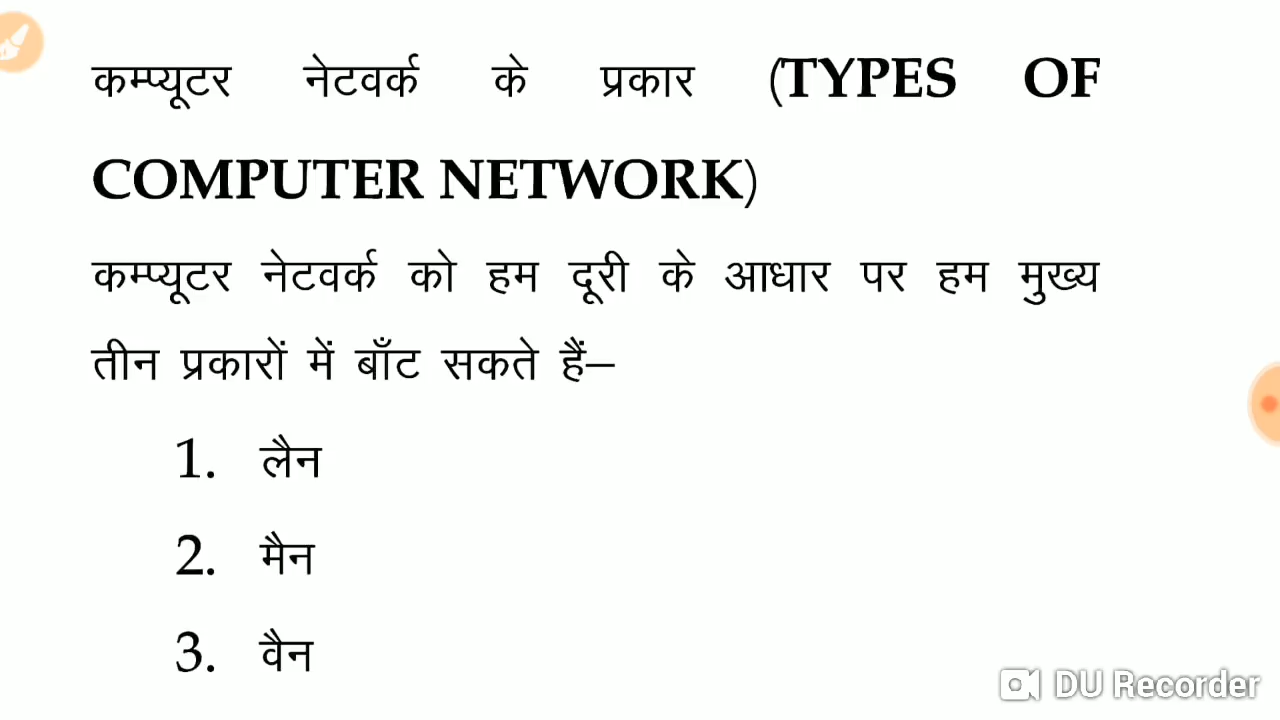 कम्प्यूटर नेटवर्क के प्रकार (TYPES OF
COMPUTER NETWORK)
कम्प्यूटर नेटवर्क को हम दूरी के आधार पर हम मुख्य
तीन प्रकारों में बाँट सकते हैं–
1. लैन
2. मैन
3. वैन
DU Recorder